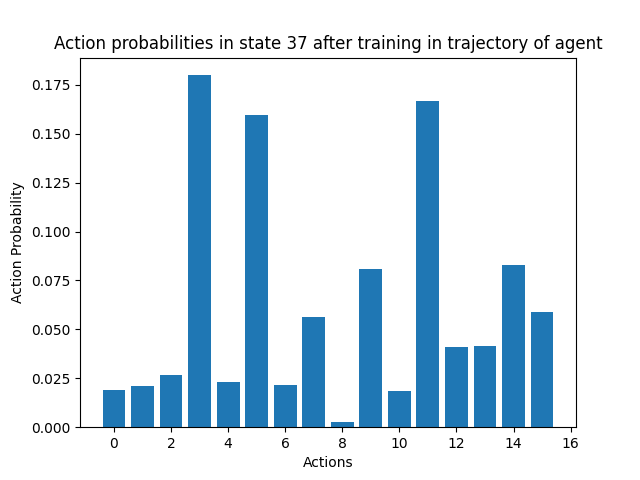 Action probabilities in state 37 after training in trajectory of agent
0.175
0.150
0.125
0.100
0.075
0.050
0.025
0.000
Action Probability
0 2 4 6 8 10 12 14 16
Actions